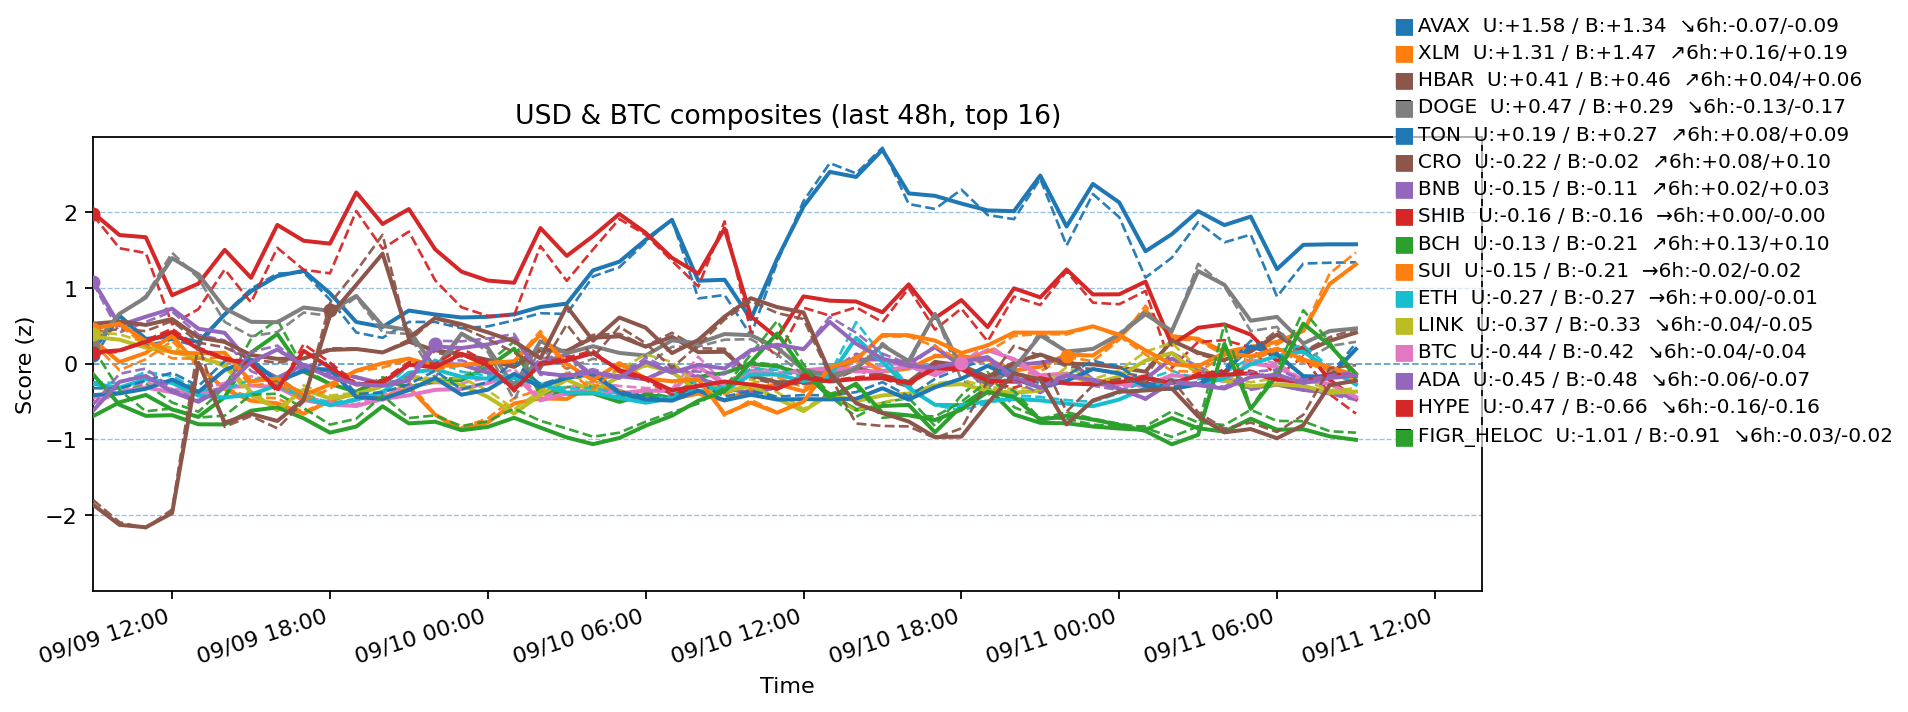 USD & BTC composites (last 48h, top 16)
AVAX  U:+1.58 / B:+1.34  ↘6h:-0.07/-0.09
XLM  U:+1.31 / B:+1.47  ↗6h:+0.16/+0.19
HBAR  U:+0.41 / B:+0.46  ↗6h:+0.04/+0.06
DOGE  U:+0.47 / B:+0.29  ↘6h:-0.13/-0.17
TON  U:+0.19 / B:+0.27  ↗6h:+0.08/+0.09
CRO  U:-0.22 / B:-0.02  ↗6h:+0.08/+0.10
BNB  U:-0.15 / B:-0.11  ↗6h:+0.02/+0.03
SHIB  U:-0.16 / B:-0.16  →6h:+0.00/-0.00
BCH  U:-0.13 / B:-0.21  ↗6h:+0.13/+0.10
SUI  U:-0.15 / B:-0.21  →6h:-0.02/-0.02
ETH  U:-0.27 / B:-0.27  →6h:+0.00/-0.01
LINK  U:-0.37 / B:-0.33  ↘6h:-0.04/-0.05
BTC  U:-0.44 / B:-0.42  ↘6h:-0.04/-0.04
ADA  U:-0.45 / B:-0.48  ↘6h:-0.06/-0.07
HYPE  U:-0.47 / B:-0.66  ↘6h:-0.16/-0.16
FIGR_HELOC  U:-1.01 / B:-0.91  ↘6h:-0.03/-0.02
Score (z)
2
1
0
−1
−2
09/09 12:00
09/09 18:00
09/10 00:00
09/10 06:00
09/10 12:00
09/10 18:00
09/11 00:00
09/11 06:00
09/11 12:00
Time